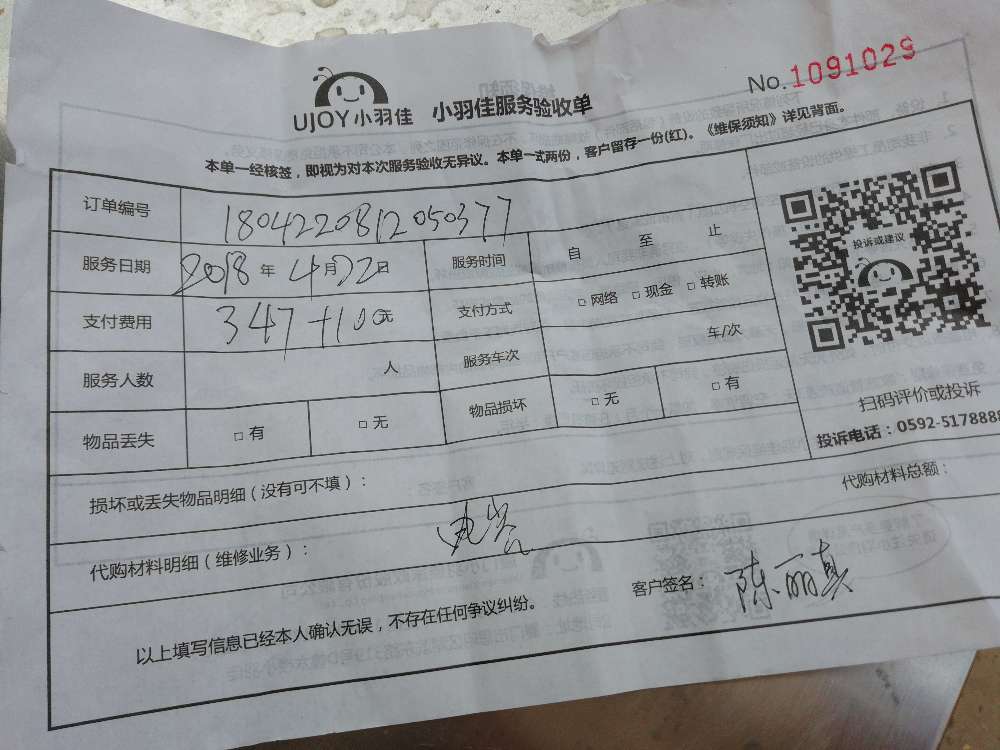 No.1091029
UJOY小羽佳 小羽佳服务验收单
本单一经核签，即视为对本次服务验收无异议。本单一式两份，客户留存一份(红)。《维保须知》详见背面。
订单编号 1804220812050377
服务日期 2018年4月22日 服务时间 自 至 止
支付费用 347+100元 支付方式 □网络 □现金 □转账
服务人数 人 服务车次 年/次
物品丢失 □有 □无 物品损坏 □无 □有
投诉或建议
扫码评价或投诉
投诉电话：0592-5178888
损坏或丢失物品明细（没有可不填）：
代购材料总额：
代购材料明细（维修业务）： 电容
以上填写信息已经本人确认无误，不存在任何争议纠纷。
客户签名： 陈丽真